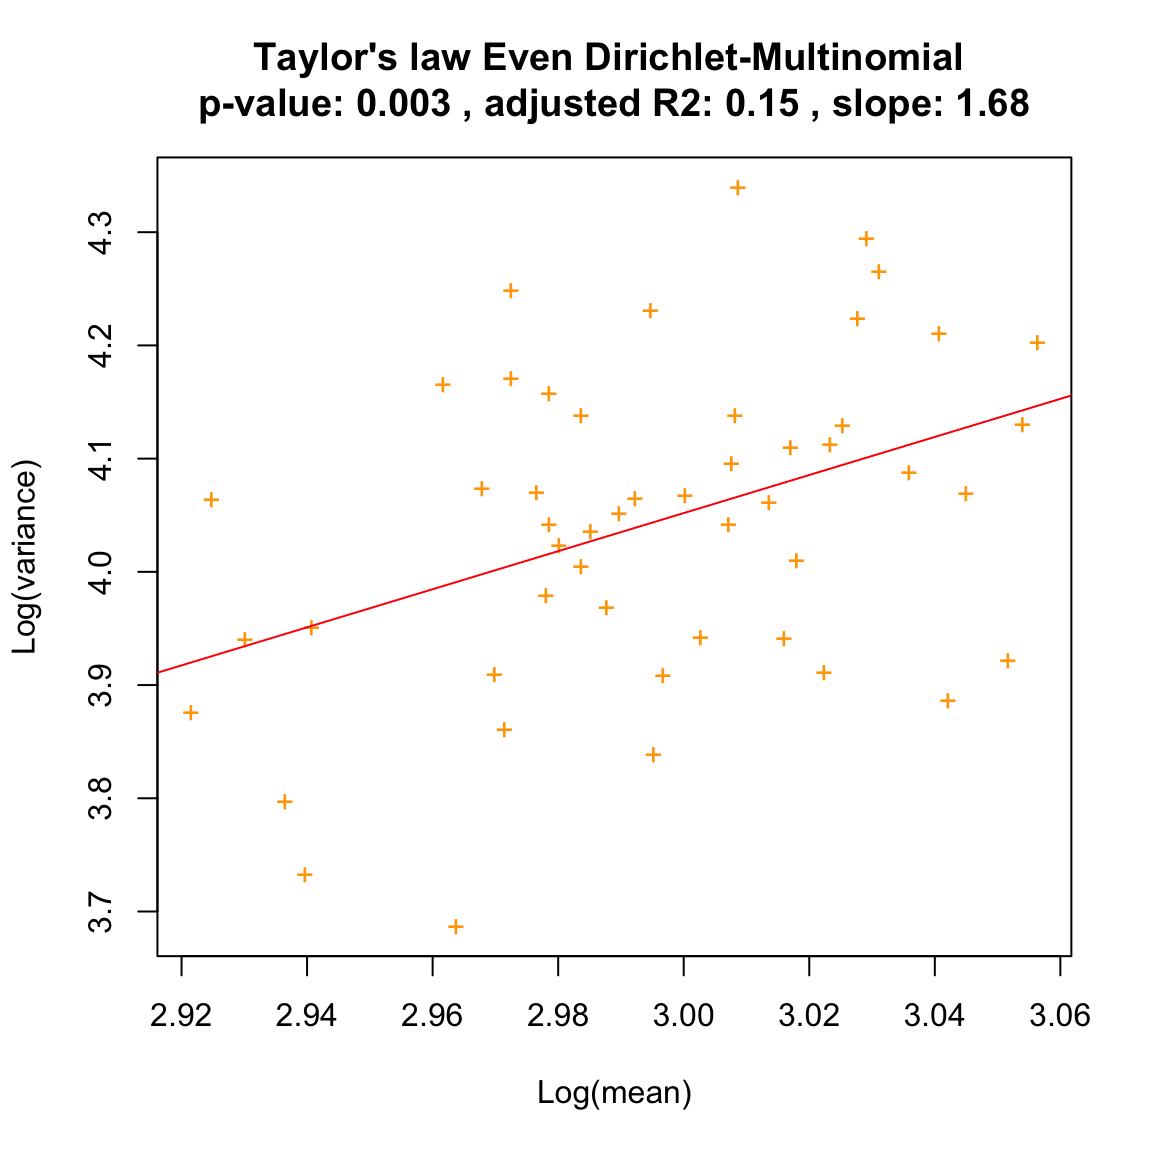 Taylor's law Even Dirichlet-Multinomial
p-value: 0.003 , adjusted R2: 0.15 , slope: 1.68
Log(variance)
4.3
4.2
4.1
4.0
3.9
3.8
3.7
2.92 2.94 2.96 2.98 3.00 3.02 3.04 3.06
Log(mean)